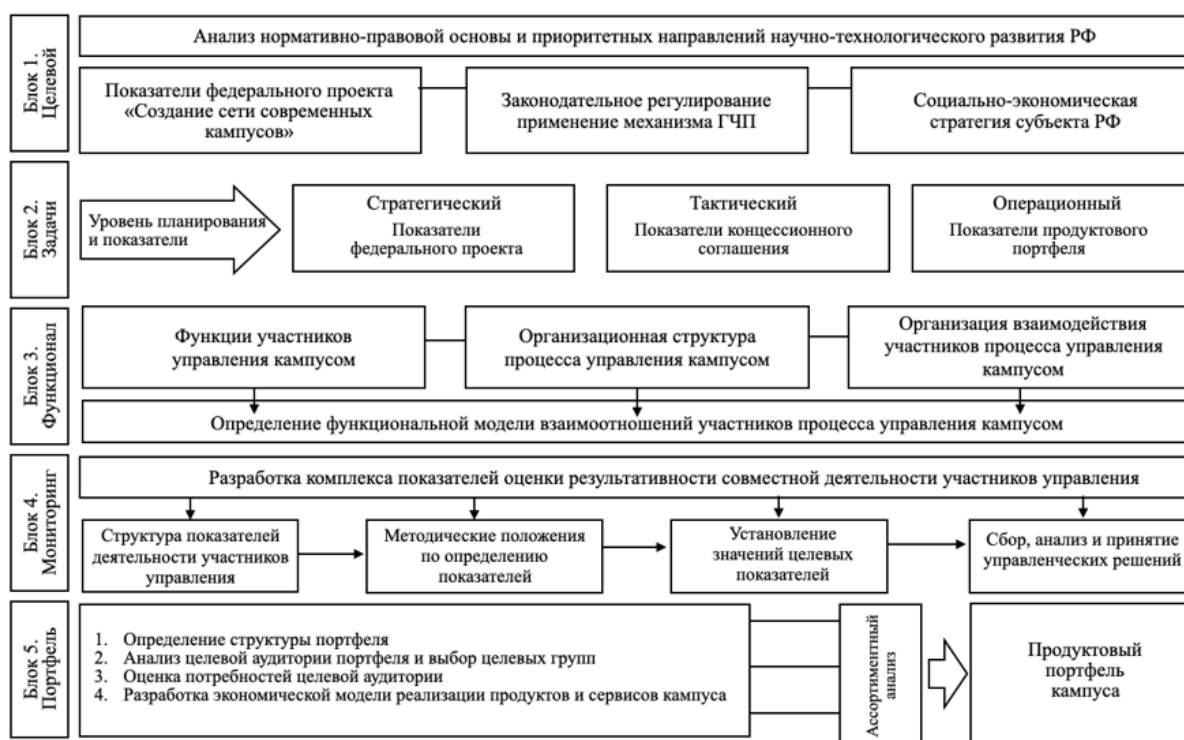 Блок 1.
Целевой
Анализ нормативно-правовой основы и приоритетных направлений научно-технологического развития РФ
Показатели федерального проекта
«Создание сети современных
кампусов»
Законодательное регулирование
применение механизма ГЧП
Социально-экономическая
стратегия субъекта РФ
Блок 2.
Задачи
Уровень планирования
и показатели
Стратегический
Показатели
федерального проекта
Тактический
Показатели концессионного
соглашения
Операционный
Показатели продуктового
портфеля
Блок 3.
Функционал
Функции участников
управления кампусом
Организационная структура
процесса управления кампусом
Организация взаимодействия
участников процесса управления
кампусом
Определение функциональной модели взаимоотношений участников процесса управления кампусом
Блок 4.
Мониторинг
Разработка комплекса показателей оценки результативности совместной деятельности участников управления
Структура показателей
деятельности участников
управления
Методические положения
по определению
показателей
Установление
значений целевых
показателей
Сбор, анализ и принятие
управленческих решений
Блок 5.
Портфель
1. Определение структуры портфеля
2. Анализ целевой аудитории портфеля и выбор целевых групп
3. Оценка потребностей целевой аудитории
4. Разработка экономической модели реализации продуктов и сервисов кампуса
Ассортиментный
анализ
Продуктовый
портфель
кампуса